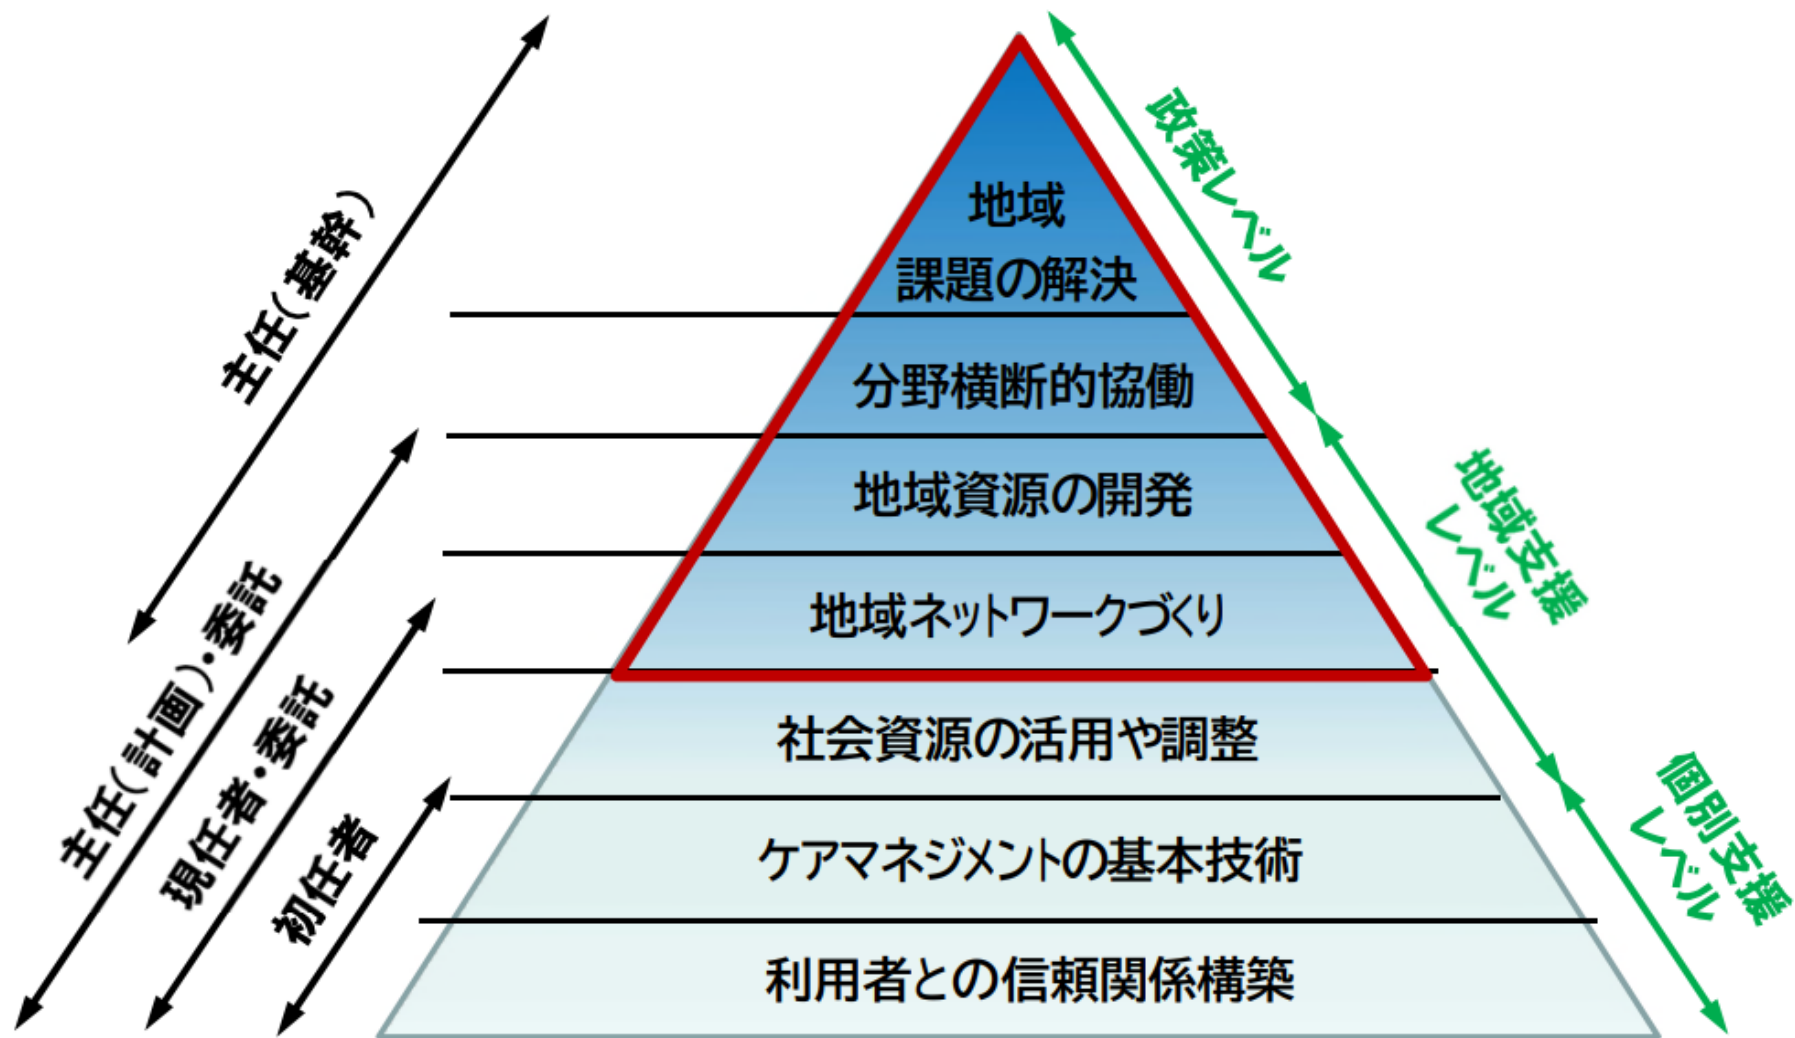 地域
課題の解決
分野横断的協働
地域資源の開発
地域ネットワークづくり
社会資源の活用や調整
ケアマネジメントの基本技術
利用者との信頼関係構築
主任(基幹)
主任(計画)・委託
現任者・委託
初任者
政策レベル
地域支援
レベル
個別支援
レベル